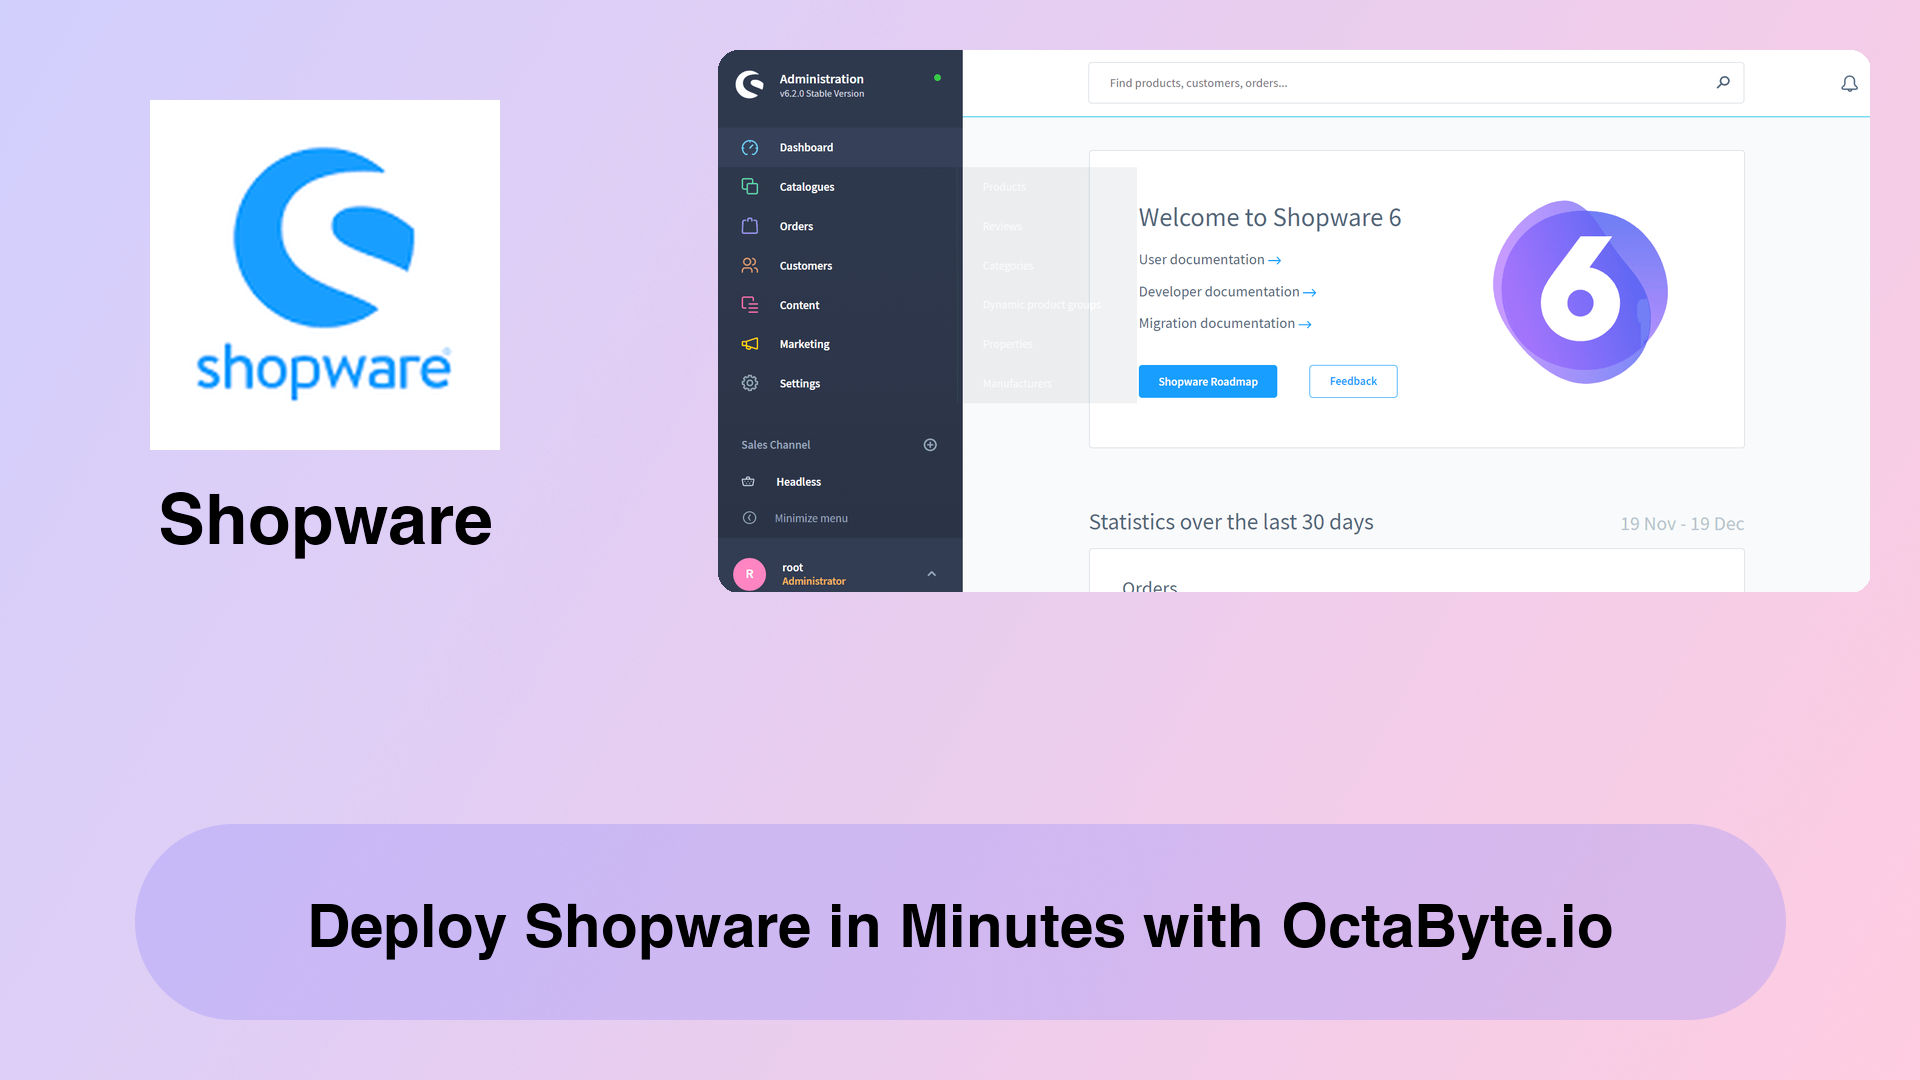 shopware
Shopware
Administration
v6.2.0 Stable Version
Dashboard
Catalogues
Orders
Customers
Content
Marketing
Settings
Sales Channel
Headless
Minimize menu
R
root
Administrator
Products
Reviews
Categories
Dynamic product groups
Properties
Manufacturers
Find products, customers, orders...
Welcome to Shopware 6
User documentation →
Developer documentation →
Migration documentation →
Shopware Roadmap
Feedback
6
Statistics over the last 30 days
19 Nov - 19 Dec
Orders
Deploy Shopware in Minutes with OctaByte.io